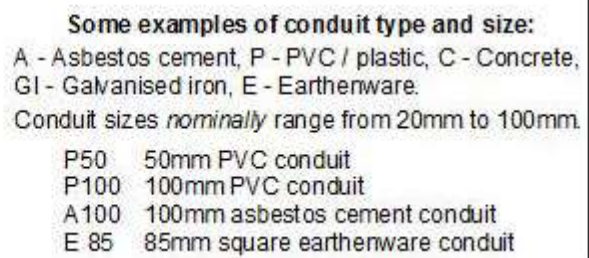 Some examples of conduit type and size:
A - Asbestos cement, P - PVC / plastic, C - Concrete,
GI - Galvanised iron, E - Earthenware.
Conduit sizes nominally range from 20mm to 100mm.
P50 50mm PVC conduit
P100 100mm PVC conduit
A100 100mm asbestos cement conduit
E 85 85mm square earthenware conduit